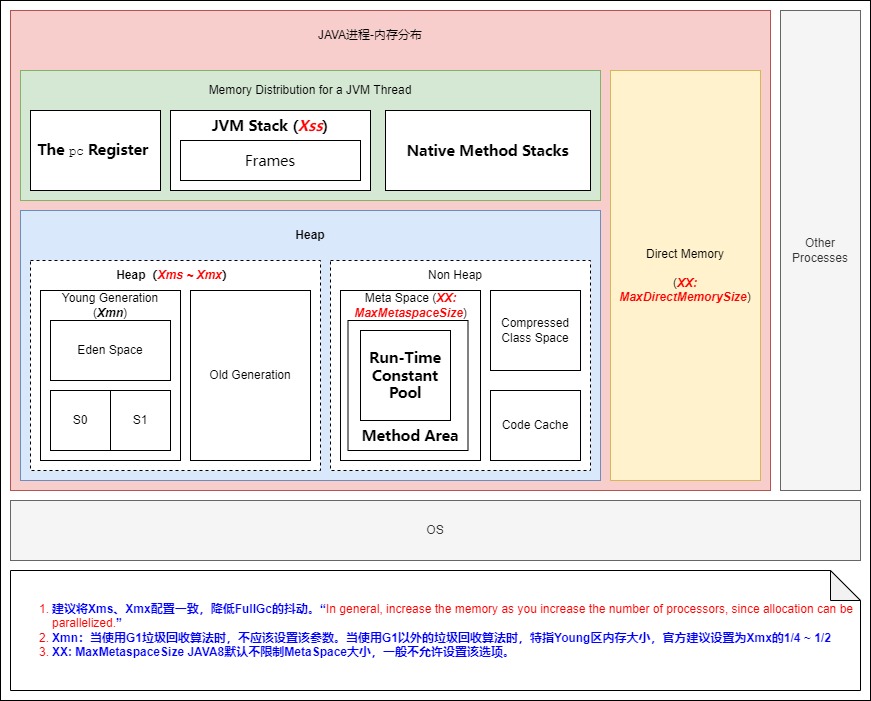 JAVA进程-内存分布
Memory Distribution for a JVM Thread
The pc Register
JVM Stack (Xss)
Frames
Native Method Stacks
Heap
Heap（Xms ~ Xmx）
Young Generation
(Xmn)
Eden Space
S0
S1
Old Generation
Non Heap
Meta Space (XX:
MaxMetaspaceSize)
Run-Time
Constant
Pool
Method Area
Compressed
Class Space
Code Cache
Direct Memory
(XX:
MaxDirectMemorySize)
Other
Processes
OS
1. 建议将Xms、Xmx配置一致，降低FullGc的抖动。“In general, increase the memory as you increase the number of processors, since allocation can be
parallelized.”
2. Xmn：当使用G1垃圾回收算法时，不应该设置该参数。当使用G1以外的垃圾回收算法时，特指Young区内存大小，官方建议设置为Xmx的1/4 ~ 1/2
3. XX: MaxMetaspaceSize JAVA8默认不限制MetaSpace大小，一般不允许设置该选项。